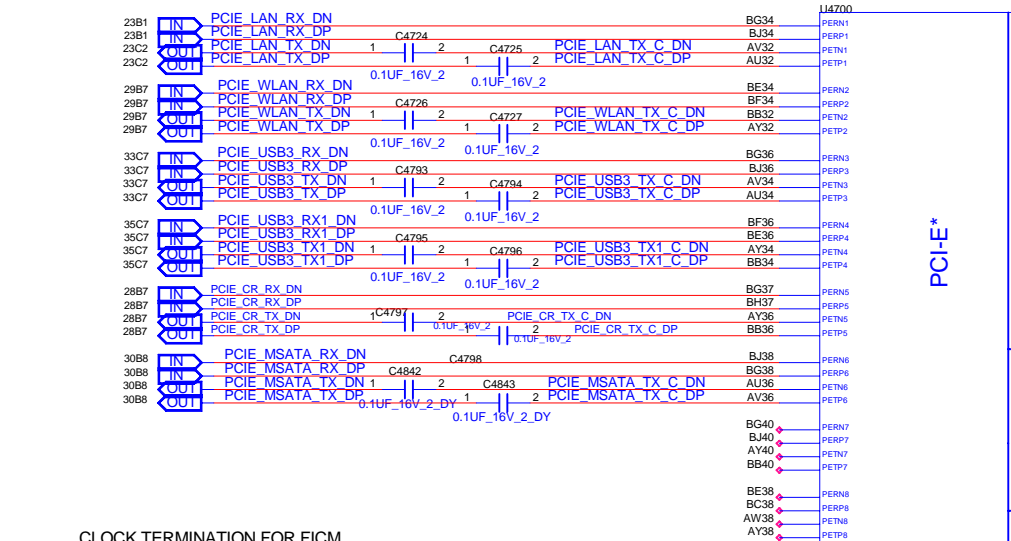 U4700
23B1 IN PCIE_LAN_RX_DN BG34 PERN1
23B1 IN PCIE_LAN_RX_DP BJ34 PERP1
23C2 OUT PCIE_LAN_TX_DN 1 C4724 2 PCIE_LAN_TX_C_DN AV32 PETN1
23C2 OUT PCIE_LAN_TX_DP 1 C4725 2 PCIE_LAN_TX_C_DP AU32 PETP1
0.1UF_16V_2 0.1UF_16V_2
29B7 IN PCIE_WLAN_RX_DN BE34 PERN2
29B7 IN PCIE_WLAN_RX_DP BF34 PERP2
29B7 OUT PCIE_WLAN_TX_DN 1 C4726 2 PCIE_WLAN_TX_C_DN BB32 PETN2
29B7 OUT PCIE_WLAN_TX_DP 1 C4727 2 PCIE_WLAN_TX_C_DP AY32 PETP2
0.1UF_16V_2 0.1UF_16V_2
33C7 IN PCIE_USB3_RX_DN BG36 PERN3
33C7 IN PCIE_USB3_RX_DP BJ36 PERP3
33C7 OUT PCIE_USB3_TX_DN 1 C4793 2 PCIE_USB3_TX_C_DN AV34 PETN3
33C7 OUT PCIE_USB3_TX_DP 1 C4794 2 PCIE_USB3_TX_C_DP AU34 PETP3
0.1UF_16V_2 0.1UF_16V_2
35C7 IN PCIE_USB3_RX1_DN BF36 PERN4
35C7 IN PCIE_USB3_RX1_DP BE36 PERP4
35C7 OUT PCIE_USB3_TX1_DN 1 C4795 2 PCIE_USB3_TX1_C_DN AY34 PETN4
35C7 OUT PCIE_USB3_TX1_DP 1 C4796 2 PCIE_USB3_TX1_C_DP BB34 PETP4
0.1UF_16V_2 0.1UF_16V_2
28B7 IN PCIE_CR_RX_DN BG37 PERN5
28B7 IN PCIE_CR_RX_DP BH37 PERP5
28B7 OUT PCIE_CR_TX_DN 1 C4797 2 PCIE_CR_TX_C_DN AY36 PETN5
28B7 OUT PCIE_CR_TX_DP 1 2 PCIE_CR_TX_C_DP BB36 PETP5
0.1UF_16V_2 0.1UF_16V_2
30B8 IN PCIE_MSATA_RX_DN C4798 BJ38 PERN6
30B8 IN PCIE_MSATA_RX_DP BG38 PERP6
30B8 OUT PCIE_MSATA_TX_DN 1 C4842 2 PCIE_MSATA_TX_C_DN AU36 PETN6
30B8 OUT PCIE_MSATA_TX_DP 1 C4843 2 PCIE_MSATA_TX_C_DP AV36 PETP6
0.1UF_16V_2_DY 0.1UF_16V_2_DY
BG40 PERN7
BJ40 PERP7
AY40 PETN7
BB40 PETP7
BE38 PERN8
BC38 PERP8
AW38 PETN8
AY38 PETP8
PCI-E*
CLOCK TERMINATION FOR FICM